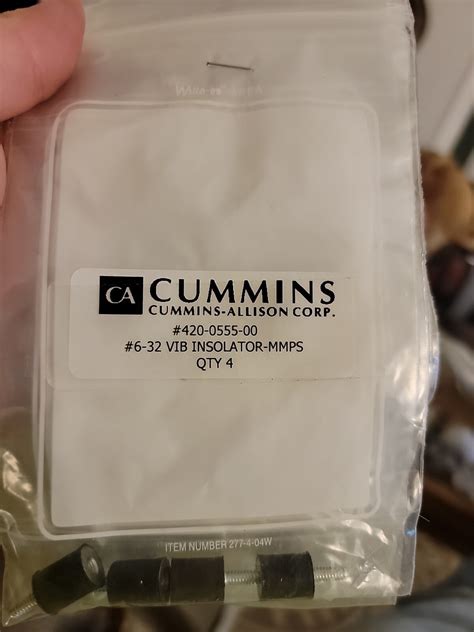 CA CUMMINS
CUMMINS-ALLISON CORP.
#420-0555-00
#6-32 VIB INSOLATOR-MMPS
QTY 4
ITEM NUMBER 277-4-04W